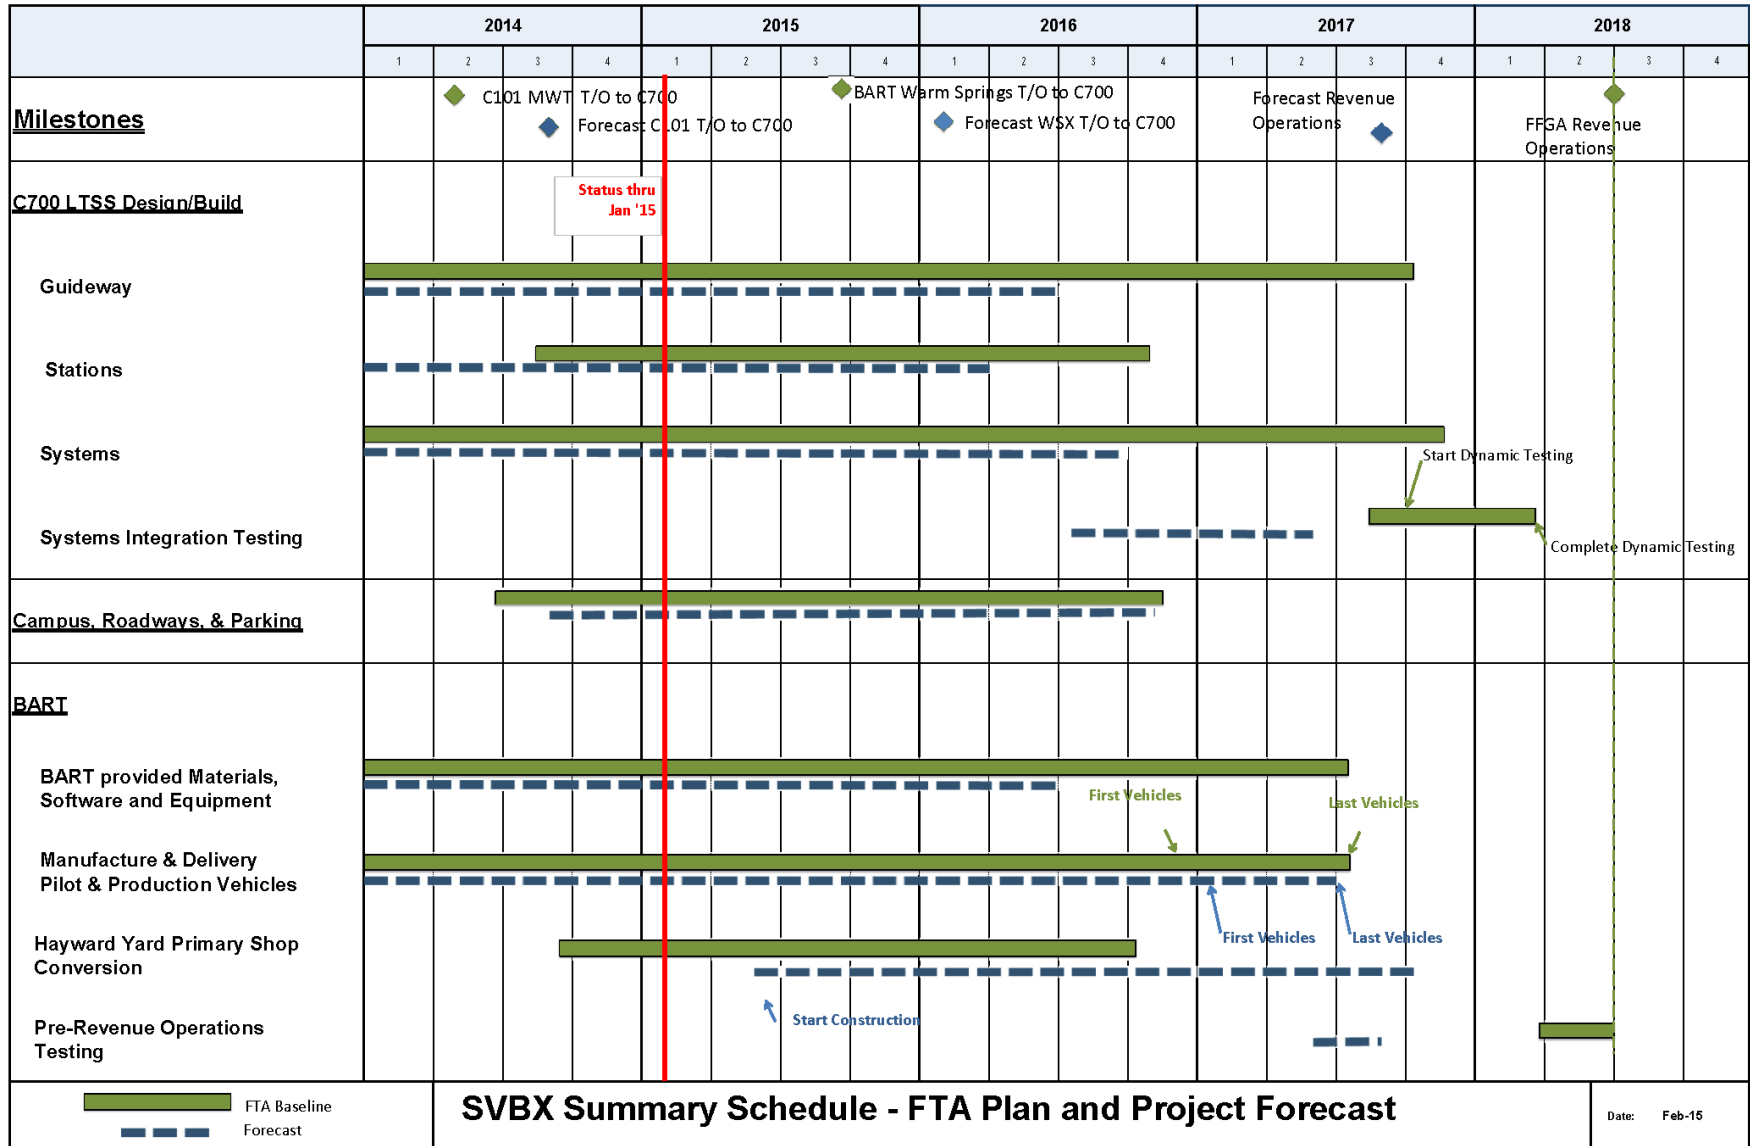 2014 2015 2016 2017 2018
1 2 3 4 1 2 3 4 1 2 3 4 1 2 3 4 1 2 3 4
Milestones
C101 MWT T/O to C700
Forecast C101 T/O to C700
BART Warm Springs T/O to C700
Forecast WSX T/O to C700
Forecast Revenue
Operations
FFGA Revenue
Operations
C700 LTSS Design/Build
Status thru
Jan '15
Guideway
Stations
Systems
Start Dynamic Testing
Systems Integration Testing
Complete Dynamic Testing
Campus, Roadways, & Parking
BART
BART provided Materials,
Software and Equipment
First Vehicles
Last Vehicles
Manufacture & Delivery
Pilot & Production Vehicles
First Vehicles
Last Vehicles
Hayward Yard Primary Shop
Conversion
Start Construction
Pre-Revenue Operations
Testing
FTA Baseline
Forecast
SVBX Summary Schedule - FTA Plan and Project Forecast
Date: Feb-15